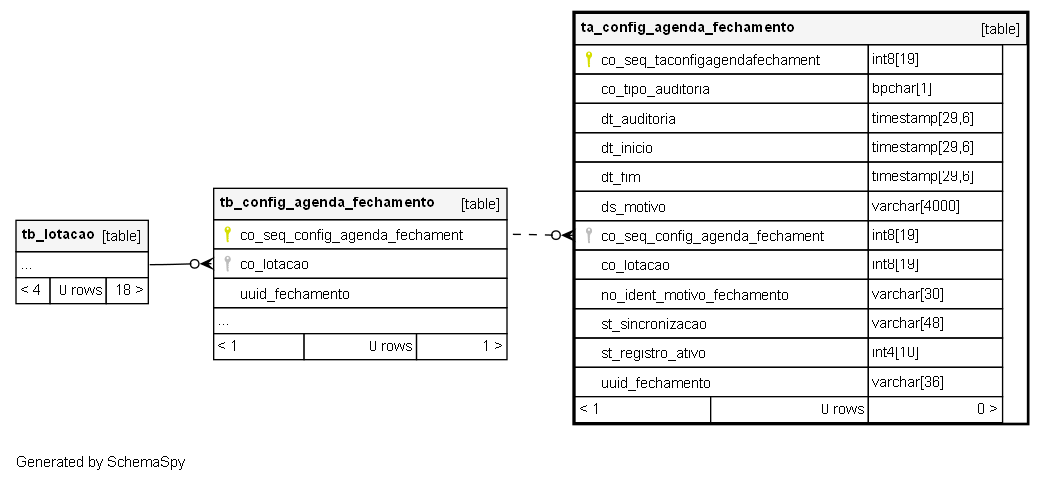 ta_config_agenda_fechamento [table]
co_seq_taconfigagendafechament int8[19]
co_tipo_auditoria bpchar[1]
dt_auditoria timestamp[29,6]
dt_inicio timestamp[29,6]
dt_fim timestamp[29,6]
ds_motivo varchar[4000]
co_seq_config_agenda_fechament int8[19]
co_lotacao int8[19]
no_ident_motivo_fechamento varchar[30]
st_sincronizacao varchar[48]
st_registro_ativo int4[10]
uuid_fechamento varchar[36]
< 1 0 rows 0 >
tb_config_agenda_fechamento [table]
co_seq_config_agenda_fechament
co_lotacao
uuid_fechamento
...
< 1 0 rows 1 >
tb_lotacao [table]
...
< 4 0 rows 18 >
Generated by SchemaSpy